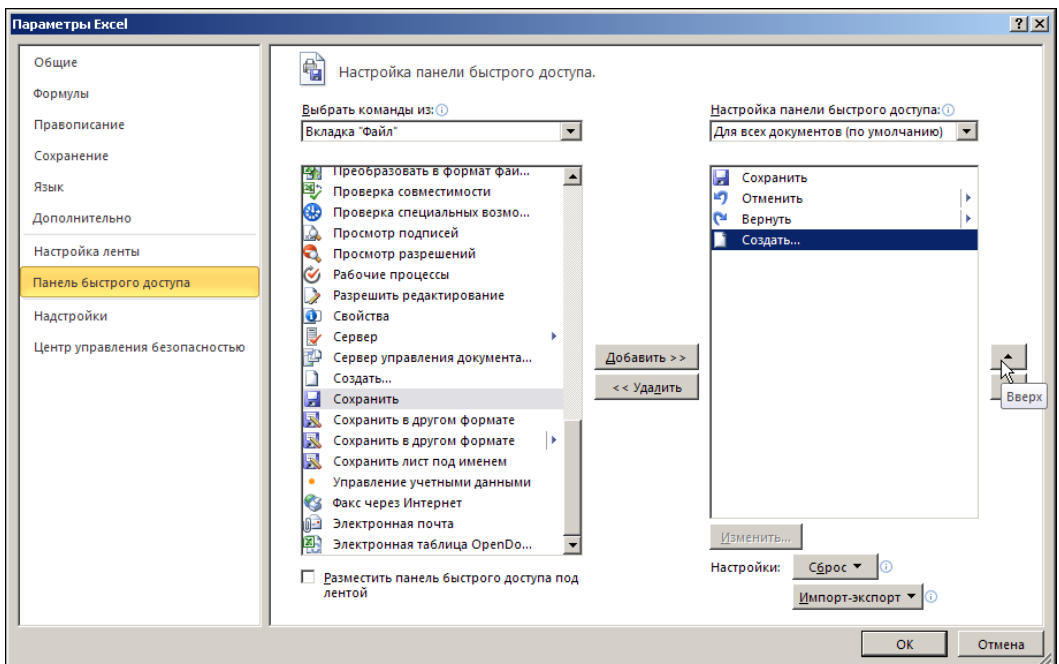 Параметры Excel
Общие
Формулы
Правописание
Сохранение
Язык
Дополнительно
Настройка ленты
Панель быстрого доступа
Надстройки
Центр управления безопасностью
Настройка панели быстрого доступа.
Выбрать команды из:
Вкладка "Файл"
Преобразовать в формат фай...
Проверка совместимости
Проверка специальных возмо...
Просмотр подписей
Просмотр разрешений
Рабочие процессы
Разрешить редактирование
Свойства
Сервер
Сервер управления документа...
Создать...
Сохранить
Сохранить в другом формате
Сохранить в другом формате
Сохранить лист под именем
Управление учетными данными
Факс через Интернет
Электронная почта
Электронная таблица OpenDo...
Разместить панель быстрого доступа под
лентой
Добавить >>
<< Удалить
Настройка панели быстрого доступа:
Для всех документов (по умолчанию)
Сохранить
Отменить
Вернуть
Создать...
Вверх
Изменить...
Настройки:
Сброс
Импорт-экспорт
ОК
Отмена